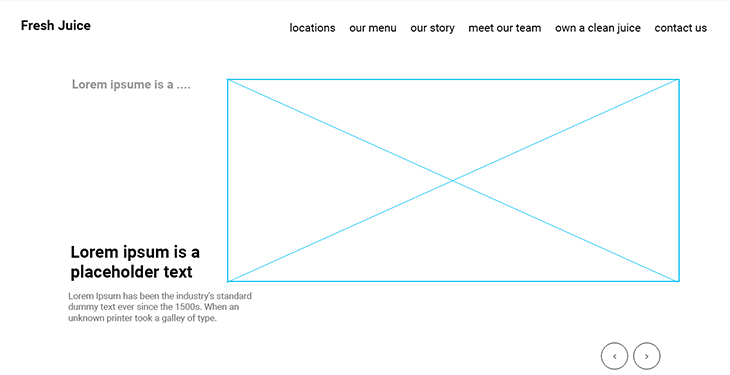 Fresh Juice
locations our menu our story meet our team own a clean juice contact us
Lorem ipsume is a ....
Lorem ipsum is a
placeholder text
Lorem Ipsum has been the industry's standard
dummy text ever since the 1500s. When an
unknown printer took a galley of type.